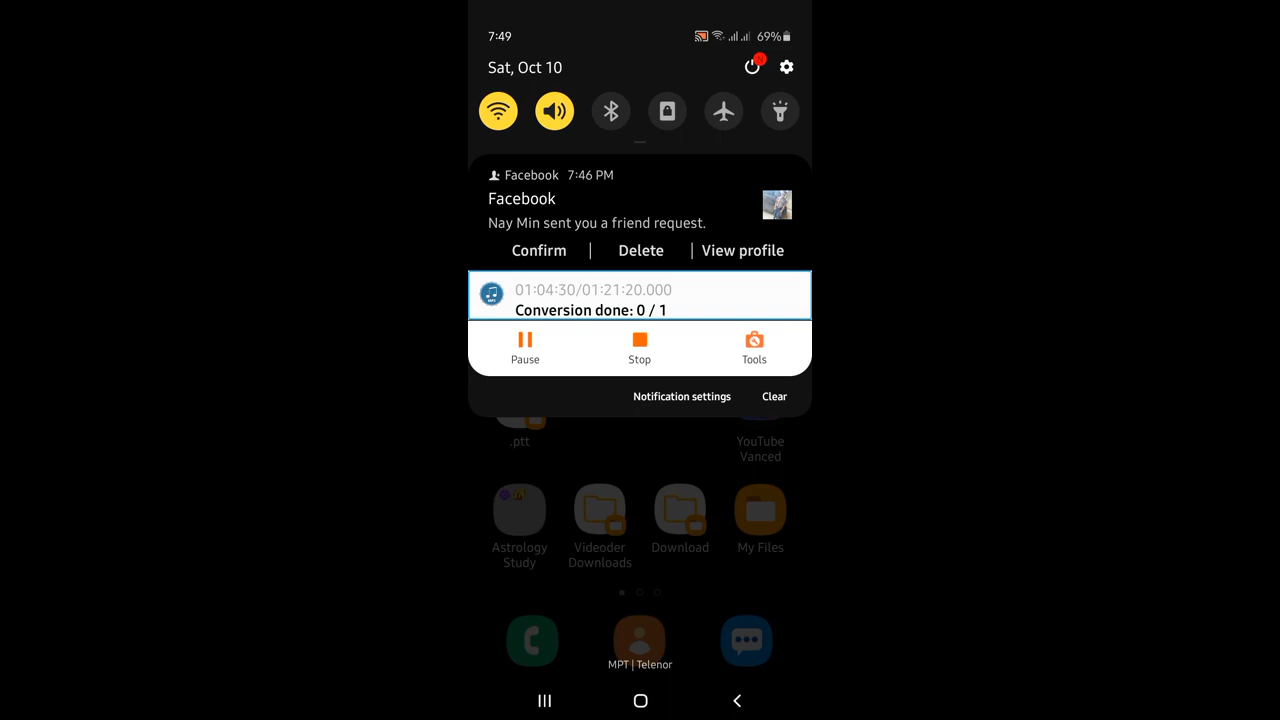 7:49
69%
Sat, Oct 10
N
Facebook 7:46 PM
Facebook
Nay Min sent you a friend request.
Confirm | Delete | View profile
01:04:30/01:21:20.000
Conversion done: 0 / 1
MP3
Pause Stop Tools
Notification settings Clear
.ptt
YouTube
Vanced
Astrology
Study
Videoder
Downloads
Download
My Files
MPT | Telenor